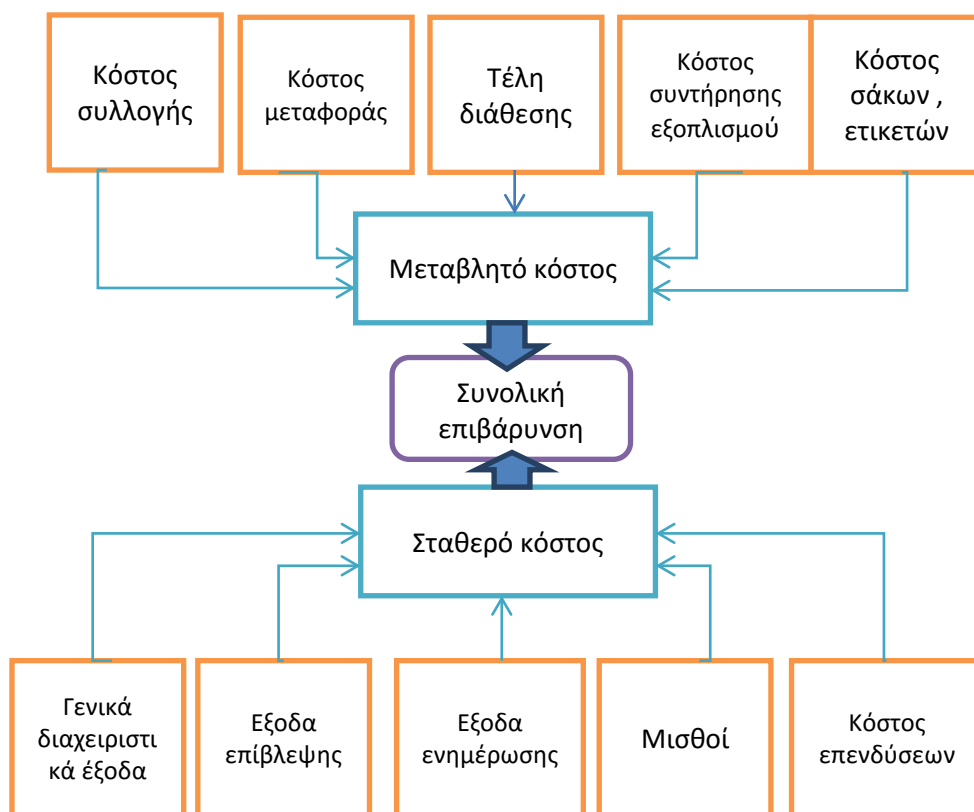 Κόστος
συλλογής
Κόστος
μεταφοράς
Τέλη
διάθεσης
Κόστος
συντήρησης
εξοπλισμού
Κόστος
σάκων ,
ετικετών
Μεταβλητό κόστος
Συνολική
επιβάρυνση
Σταθερό κόστος
Γενικά
διαχειριστι
κά έξοδα
Εξοδα
επίβλεψης
Εξοδα
ενημέρωσης
Μισθοί
Κόστος
επενδύσεων